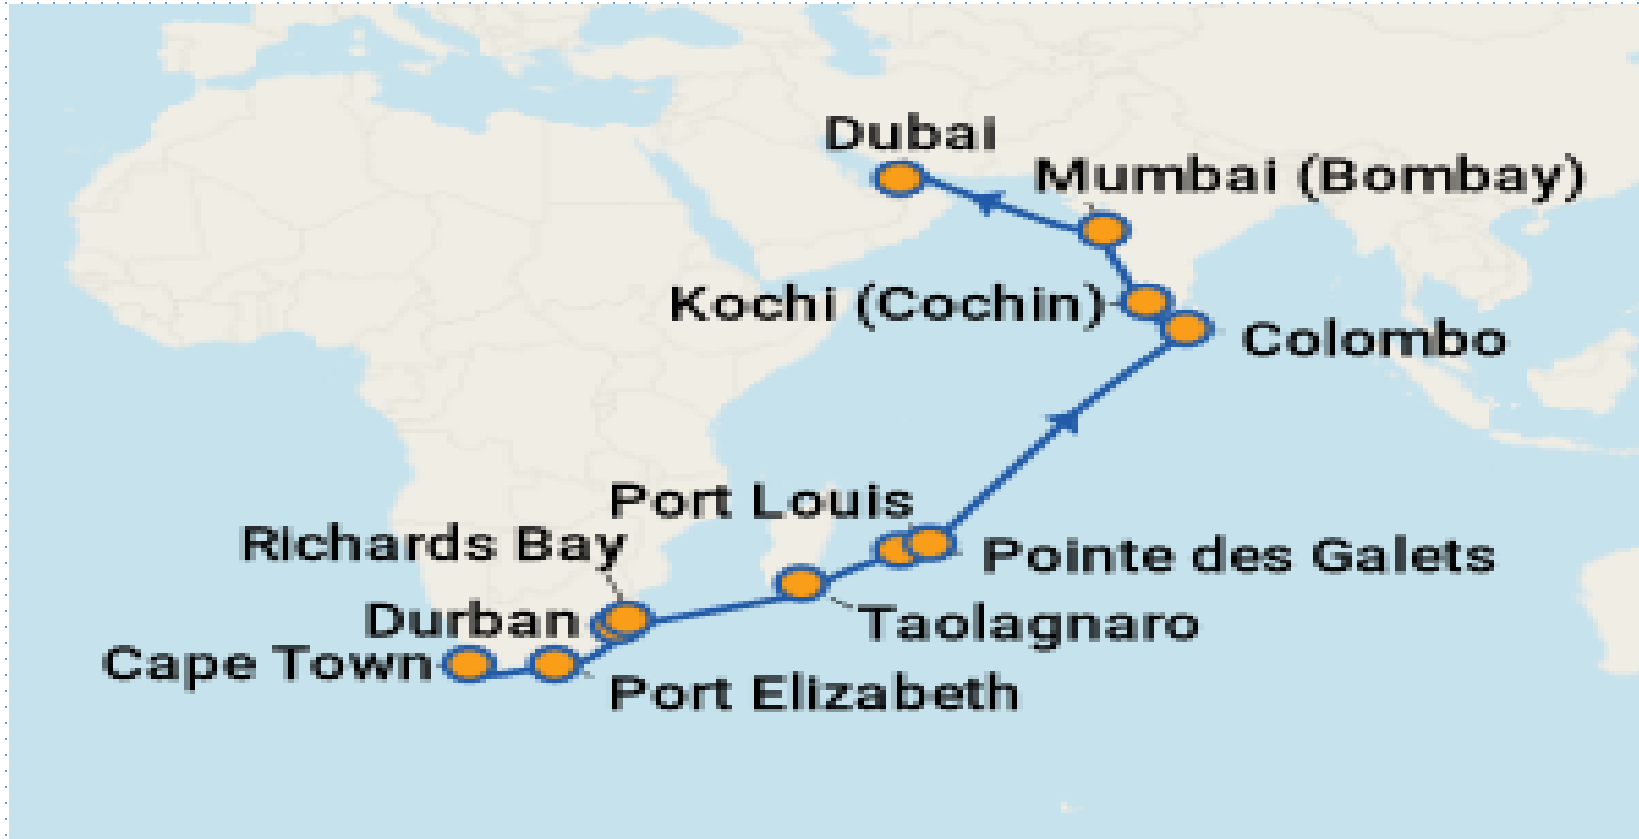 Dubai
Mumbai (Bombay)
Kochi (Cochin)
Colombo
Port Louis
Richards Bay
Pointe des Galets
Durban
Taolagnaro
Cape Town
Port Elizabeth